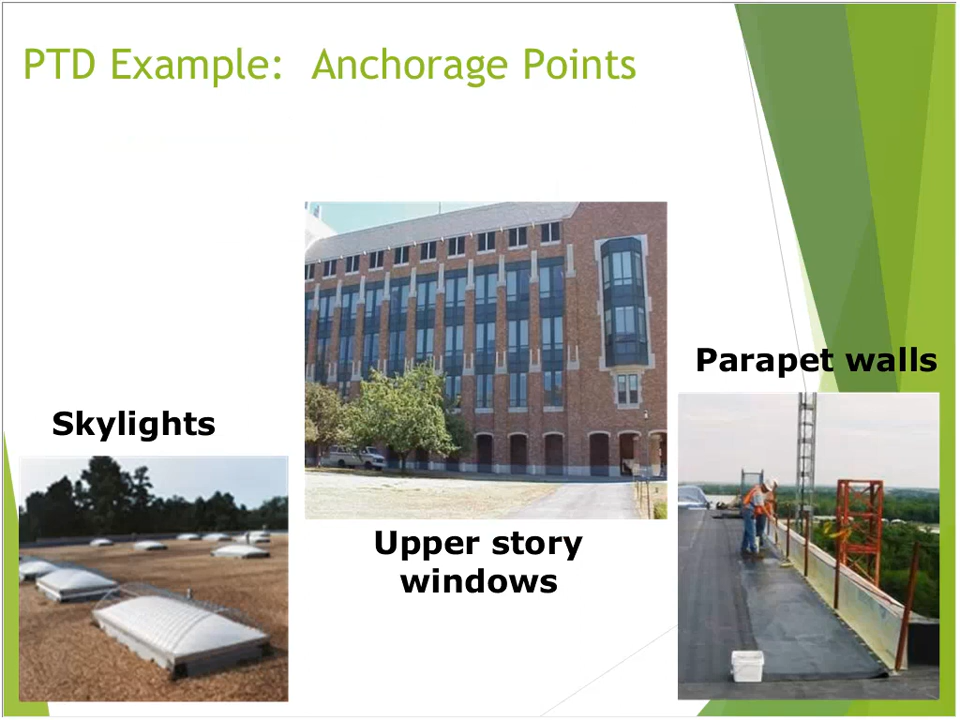 PTD Example:  Anchorage Points
Parapet walls
Skylights
Upper story
windows